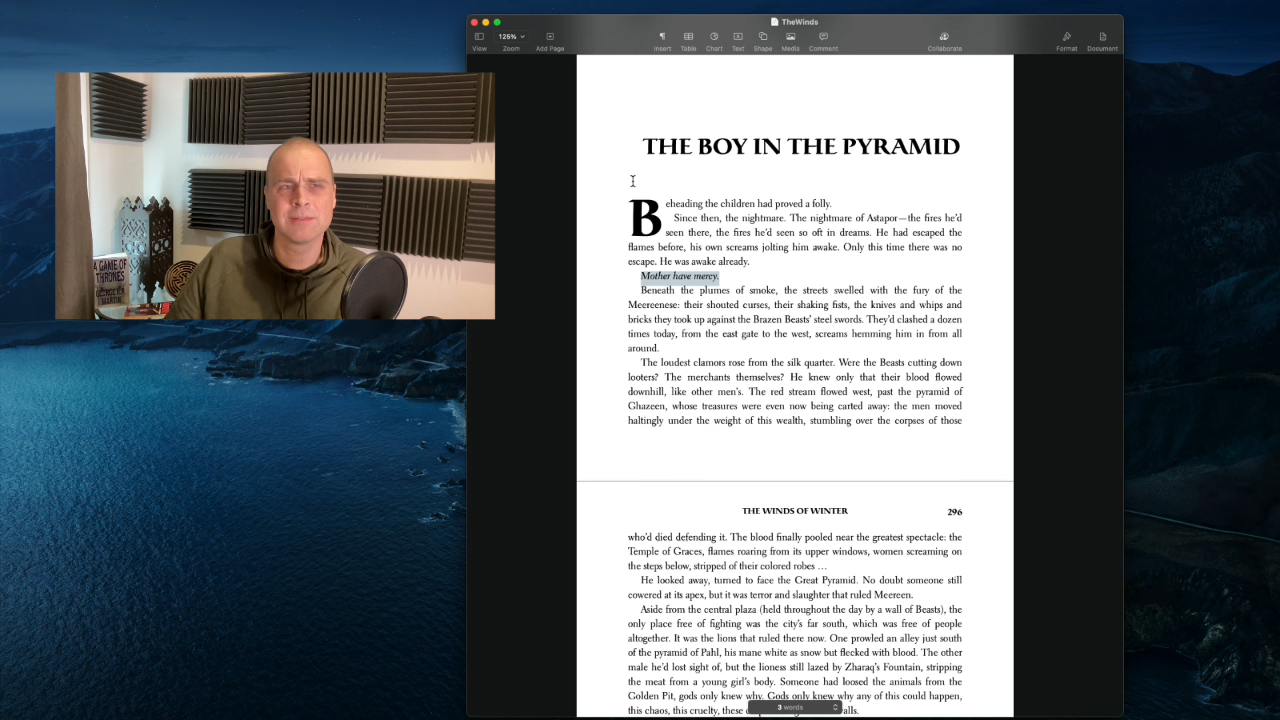 TheWinds
125%
View
Zoom
Add Page
Insert
Table
Chart
Text
Shape
Media
Comment
Collaborate
Format
Document
A GAME OF
THRONES
GEORGE R.R.
MARTIN
THE BOY IN THE PYRAMID
Beheading the children had proved a folly.
Since then, the nightmare. The nightmare of Astapor—the fires he'd
seen there, the fires he'd seen so oft in dreams. He had escaped the
flames before, his own screams jolting him awake. Only this time there was no
escape. He was awake already.
Mother have mercy.
Beneath the plumes of smoke, the streets swelled with the fury of the
Meereenese: their shouted curses, their shaking fists, the knives and whips and
bricks they took up against the Brazen Beasts' steel swords. They'd clashed a dozen
times today, from the east gate to the west, screams hemming him in from all
around.
The loudest clamors rose from the silk quarter. Were the Beasts cutting down
looters? The merchants themselves? He knew only that their blood flowed
downhill, like other men's. The red stream flowed west, past the pyramid of
Ghazeen, whose treasures were even now being carted away: the men moved
haltingly under the weight of this wealth, stumbling over the corpses of those
THE WINDS OF WINTER
296
who'd died defending it. The blood finally pooled near the greatest spectacle: the
Temple of Graces, flames roaring from its upper windows, women screaming on
the steps below, stripped of their colored robes …
He looked away, turned to face the Great Pyramid. No doubt someone still
cowered at its apex, but it was terror and slaughter that ruled Meereen.
Aside from the central plaza (held throughout the day by a wall of Beasts), the
only place free of fighting was the city's far south, which was free of people
altogether. It was the lions that ruled there now. One prowled an alley just south
of the pyramid of Pahl, his mane white as snow but flecked with blood. The other
male he'd lost sight of, but the lioness still lazed by Zharaq's Fountain, stripping
the meat from a young girl's body. Someone had loosed the animals from the
Golden Pit, gods only knew why. Gods only knew why any of this could happen,
this chaos, this cruelty, these
3 words